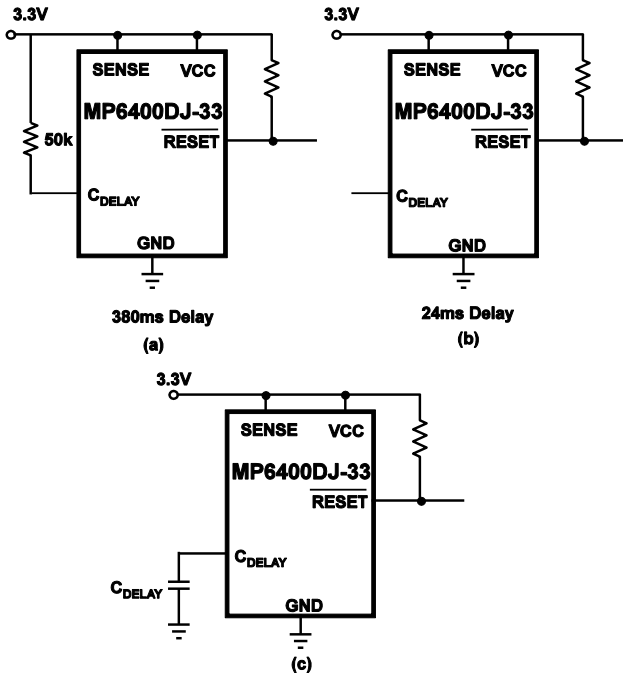 3.3V
SENSE VCC
MP6400DJ-33
RESET
50k
CDELAY
GND
380ms Delay
(a)
3.3V
SENSE VCC
MP6400DJ-33
RESET
CDELAY
GND
24ms Delay
(b)
3.3V
SENSE VCC
MP6400DJ-33
RESET
CDELAY
CDELAY
GND
(c)